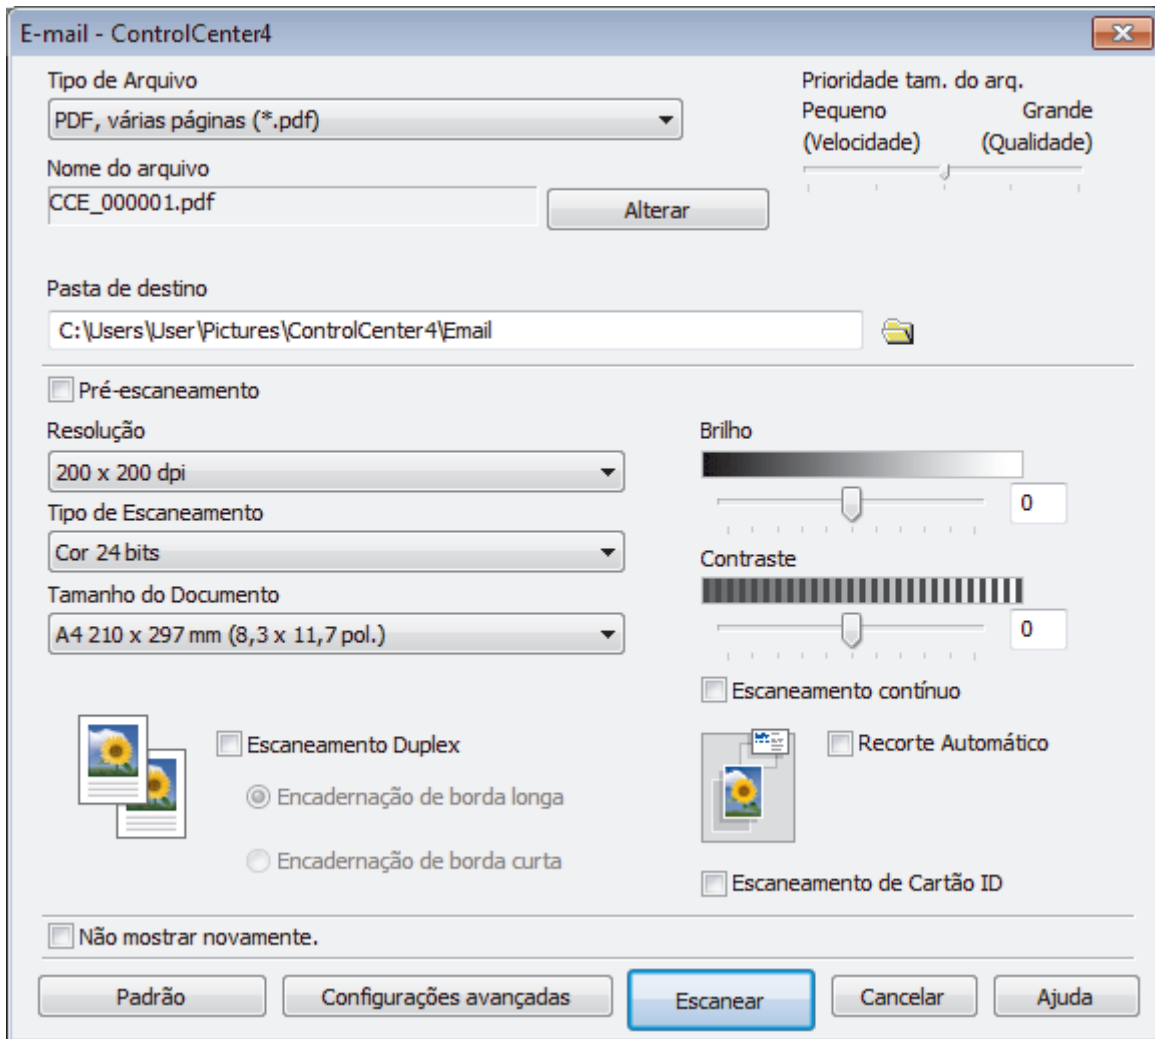 E-mail - ControlCenter4
Tipo de Arquivo
PDF, várias páginas (*.pdf)
Prioridade tam. do arq.
Pequeno Grande
(Velocidade) (Qualidade)
Nome do arquivo
CCE_000001.pdf
Alterar
Pasta de destino
C:\Users\User\Pictures\ControlCenter4\Email
Pré-escaneamento
Resolução
200 x 200 dpi
Tipo de Escaneamento
Cor 24 bits
Tamanho do Documento
A4 210 x 297 mm (8,3 x 11,7 pol.)
Brilho
0
Contraste
0
Escaneamento contínuo
Escaneamento Duplex
Encadernação de borda longa
Encadernação de borda curta
Recorte Automático
Escaneamento de Cartão ID
Não mostrar novamente.
Padrão Configurações avançadas Escanear Cancelar Ajuda